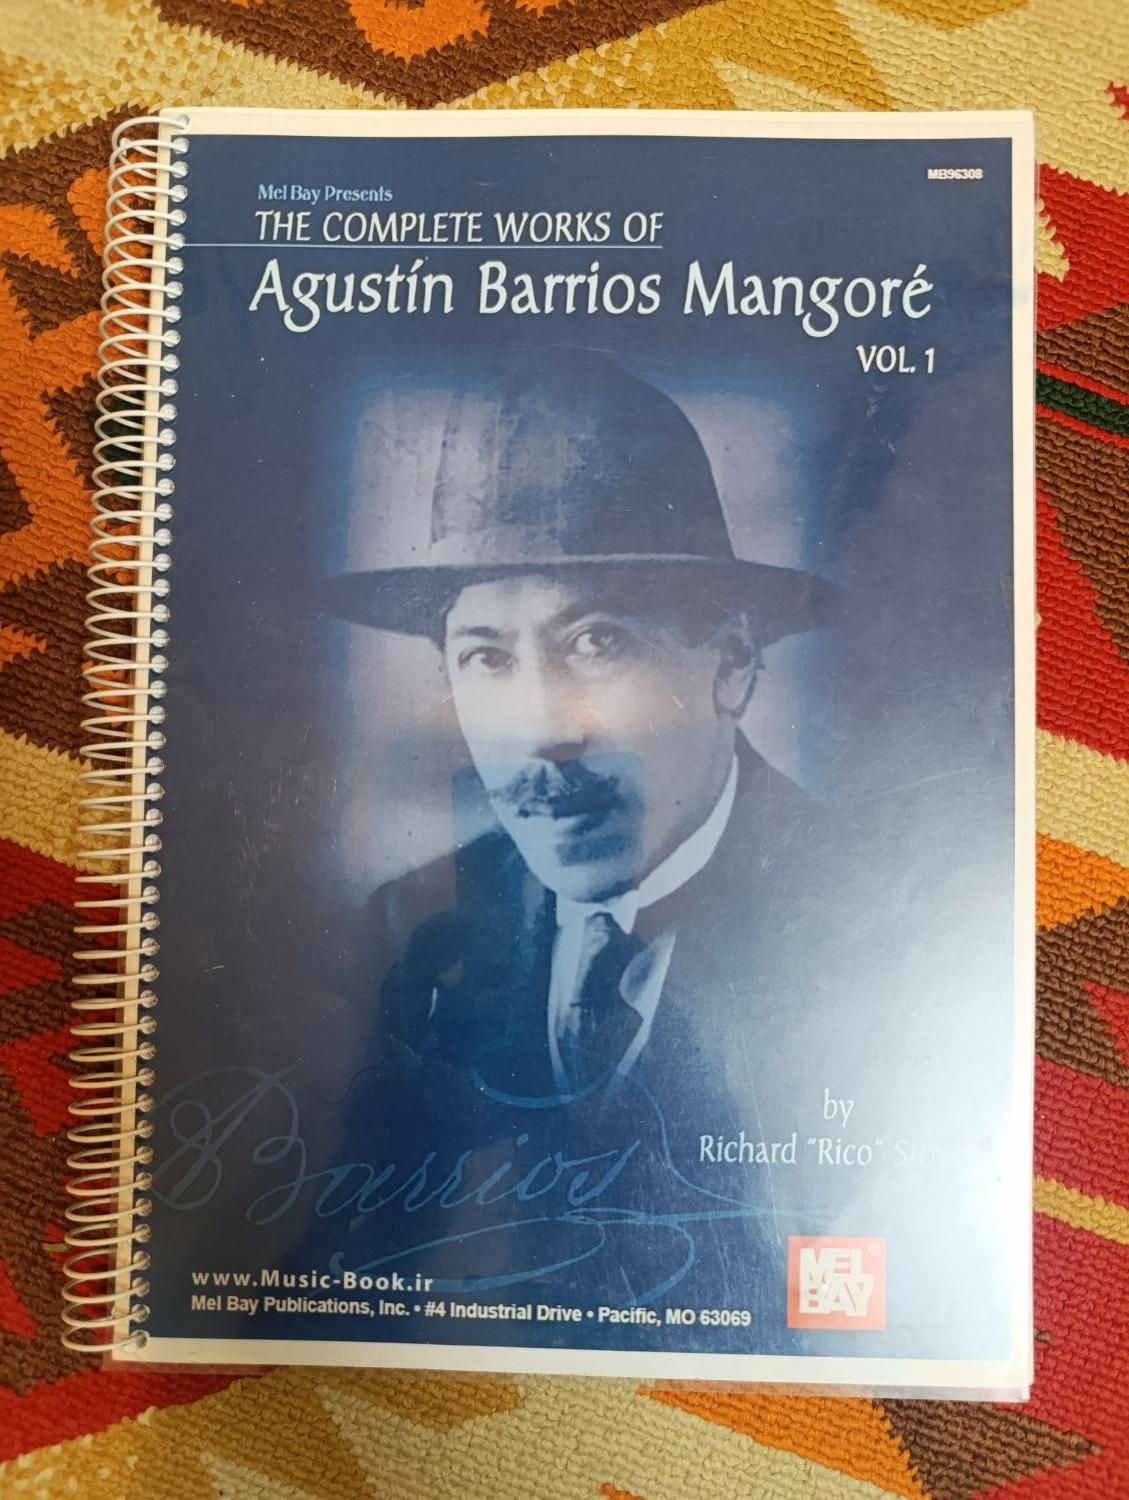 MB96308
Mel Bay Presents
THE COMPLETE WORKS OF
Agustín Barrios Mangoré
VOL. 1
by
Richard "Rico"
Barrios
www.Music-Book.ir
Mel Bay Publications, Inc. • #4 Industrial Drive • Pacific, MO 63069
MEL
BAY®